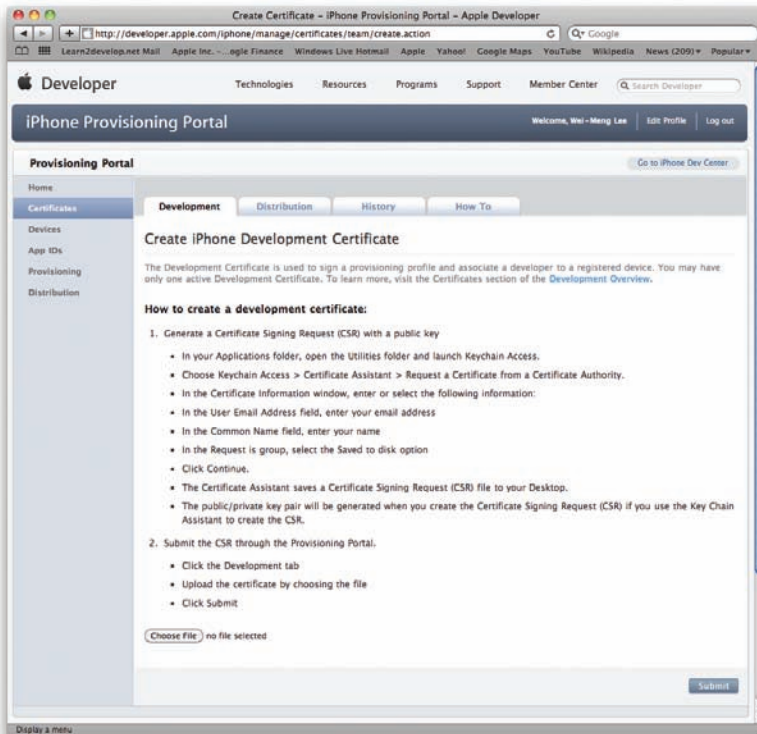 Create Certificate – iPhone Provisioning Portal – Apple Developer
http://developer.apple.com/iphone/manage/certificates/team/create.action
Google
Learn2develop.net Mail Apple Inc. –...ogle Finance Windows Live Hotmail Apple Yahoo! Google Maps YouTube Wikipedia News (209) Popular
Developer
Technologies Resources Programs Support Member Center Search Developer
iPhone Provisioning Portal
Welcome, Wei-Meng Lee Edit Profile Log out
Provisioning Portal
Go to iPhone Dev Center
Home
Certificates
Devices
App IDs
Provisioning
Distribution
Development Distribution History How To
Create iPhone Development Certificate
The Development Certificate is used to sign a provisioning profile and associate a developer to a registered device. You may have
only one active Development Certificate. To learn more, visit the Certificates section of the Development Overview.
How to create a development certificate:
1. Generate a Certificate Signing Request (CSR) with a public key
• In your Applications folder, open the Utilities folder and launch Keychain Access.
• Choose Keychain Access > Certificate Assistant > Request a Certificate from a Certificate Authority.
• In the Certificate Information window, enter or select the following information:
• In the User Email Address field, enter your email address
• In the Common Name field, enter your name
• In the Request is group, select the Saved to disk option
• Click Continue.
• The Certificate Assistant saves a Certificate Signing Request (CSR) file to your Desktop.
• The public/private key pair will be generated when you create the Certificate Signing Request (CSR) if you use the Key Chain
Assistant to create the CSR.
2. Submit the CSR through the Provisioning Portal.
• Click the Development tab
• Upload the certificate by choosing the file
• Click Submit
Choose File no file selected
Submit
Display a menu